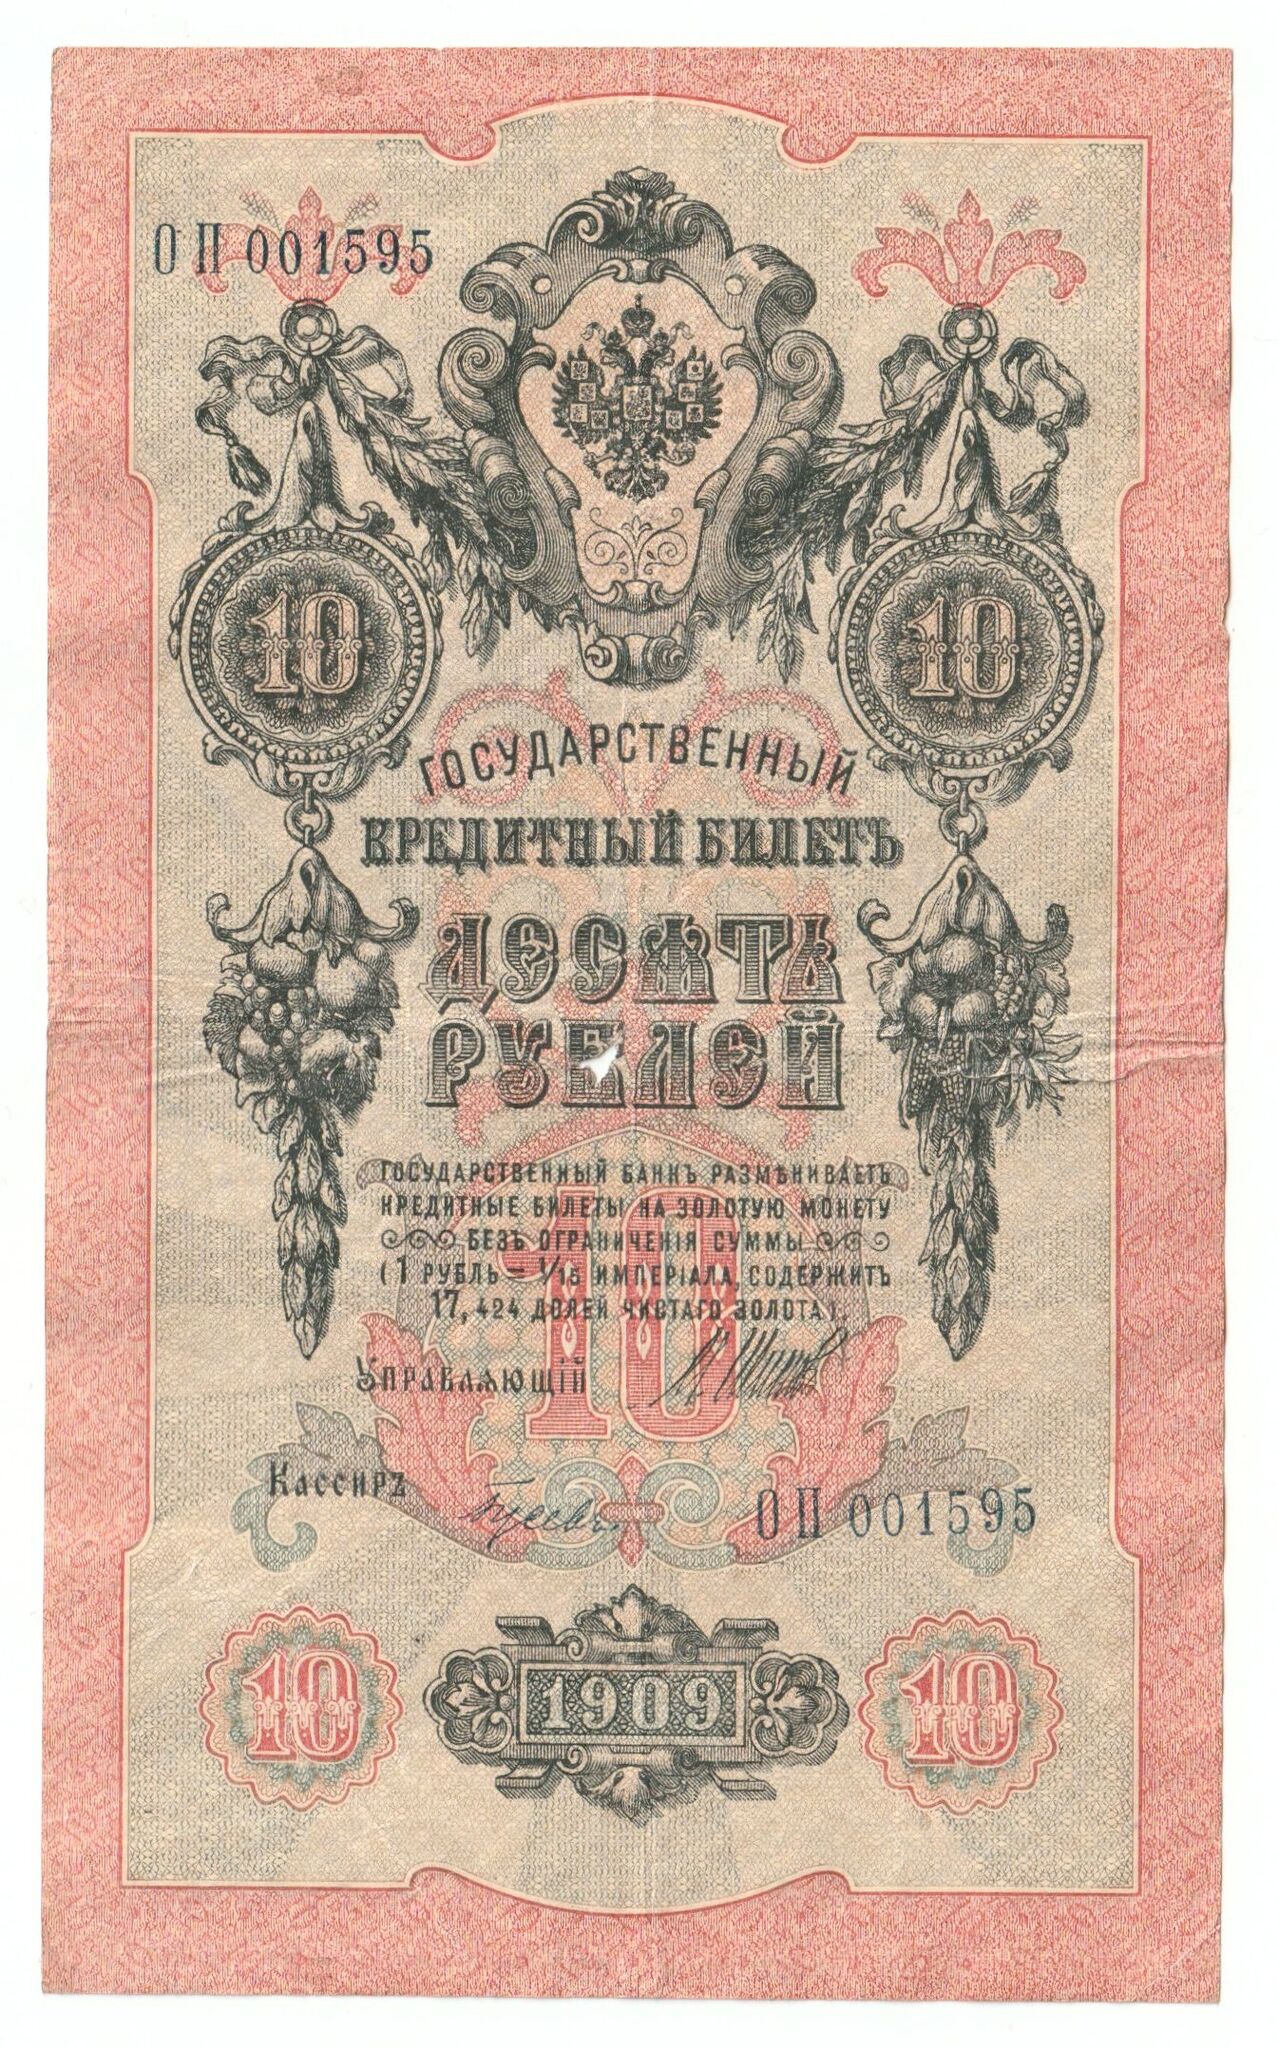 ОП 001595
10 10
ГОСУДАРСТВЕННЫЙ
КРЕДИТНЫЙ БИЛЕТЪ
ДЕСЯТЬ
РУБЛЕЙ
ГОСУДАРСТВЕННЫЙ БАНКЪ РАЗМѢНИВАЕТЪ
КРЕДИТНЫЕ БИЛЕТЫ НА ЗОЛОТУЮ МОНЕТУ
БЕЗЪ ОГРАНИЧЕНІЯ СУММЫ
(1 РУБЛЬ = 1/15 ИМПЕРІАЛА, СОДЕРЖИТЪ
17,424 ДОЛЕЙ ЧИСТАГО ЗОЛОТА).
10
УПРАВЛЯЮЩІЙ
КАССИРЪ
ОП 001595
10 1909 10